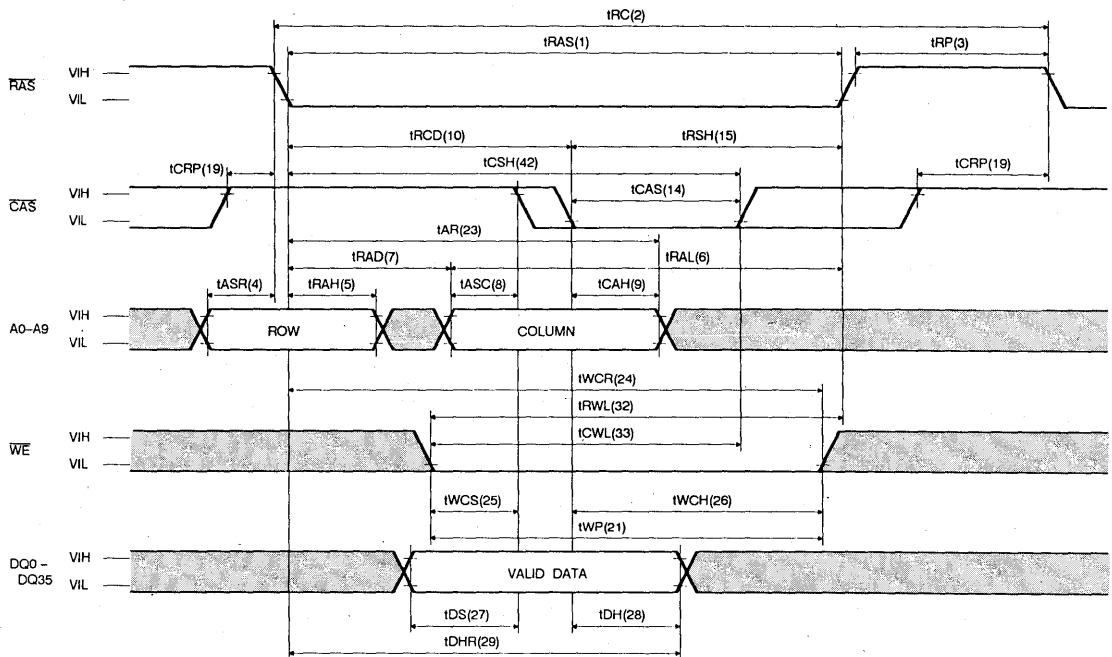 tRC(2)
tRAS(1)
tRP(3)
RAS
VIH
VIL
tRCD(10)
tRSH(15)
tCRP(19)
tCSH(42)
tCRP(19)
CAS
VIH
VIL
tCAS(14)
tAR(23)
tRAD(7)
tRAL(6)
tASR(4)
tRAH(5)
tASC(8)
tCAH(9)
A0–A9
VIH
VIL
ROW
COLUMN
tWCR(24)
tRWL(32)
tCWL(33)
WE
VIH
VIL
tWCS(25)
tWCH(26)
tWP(21)
DQ0 –
DQ35
VIH
VIL
VALID DATA
tDS(27)
tDH(28)
tDHR(29)